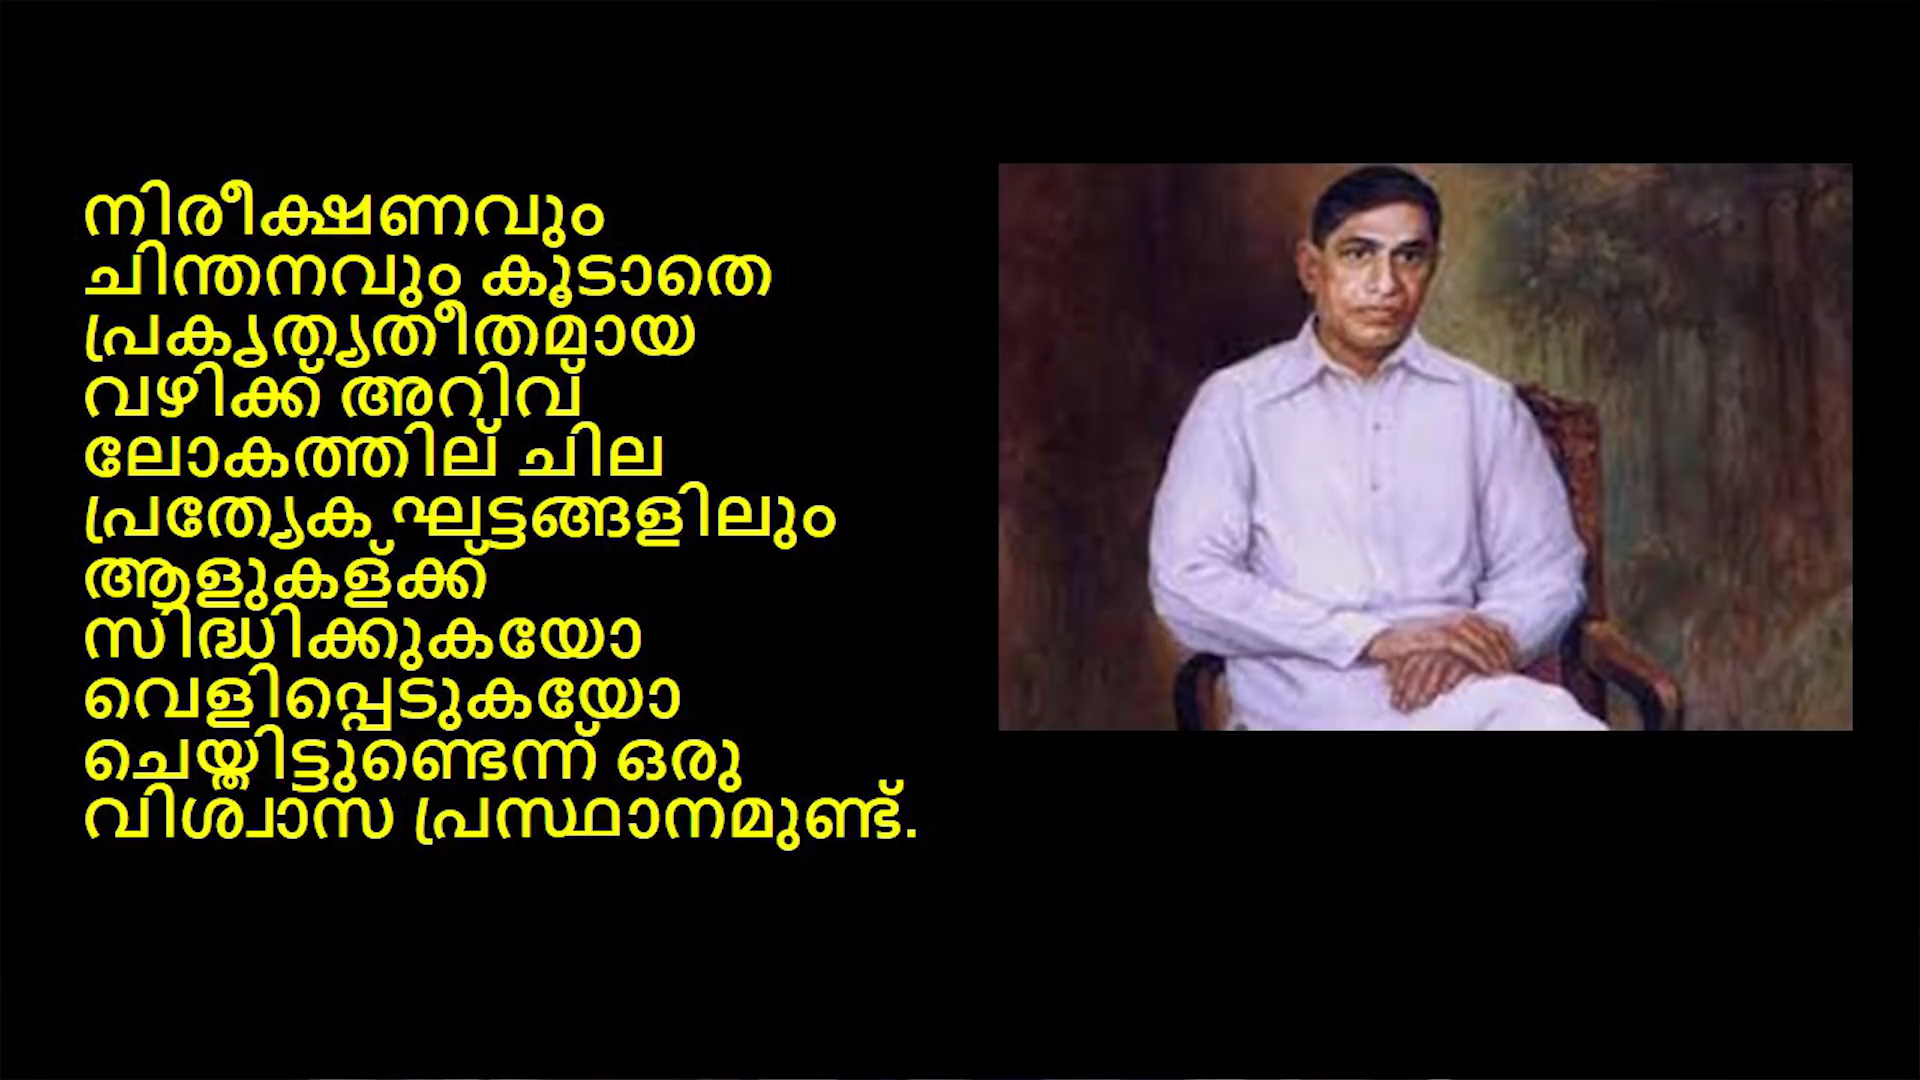 നിരീക്ഷണവും
ചിന്തനവും കൂടാതെ
പ്രകൃത്യതീതമായ
വഴിക്ക് അറിവ്
ലോകത്തില് ചില
പ്രത്യേക ഘട്ടങ്ങളിലും
ആളുകള്ക്ക്
സിദ്ധിക്കുകയോ
വെളിപ്പെടുകയോ
ചെയ്തിട്ടുണ്ടെന്ന് ഒരു
വിശ്വാസ പ്രസ്ഥാനമുണ്ട്.